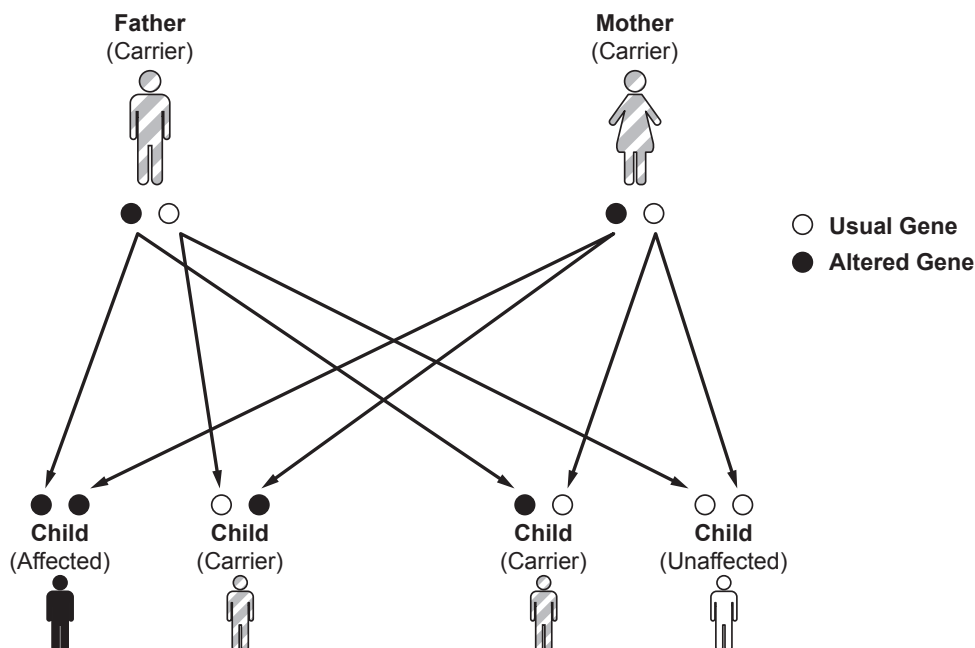 Father
(Carrier)
Mother
(Carrier)
Usual Gene
Altered Gene
Child
(Affected)
Child
(Carrier)
Child
(Carrier)
Child
(Unaffected)